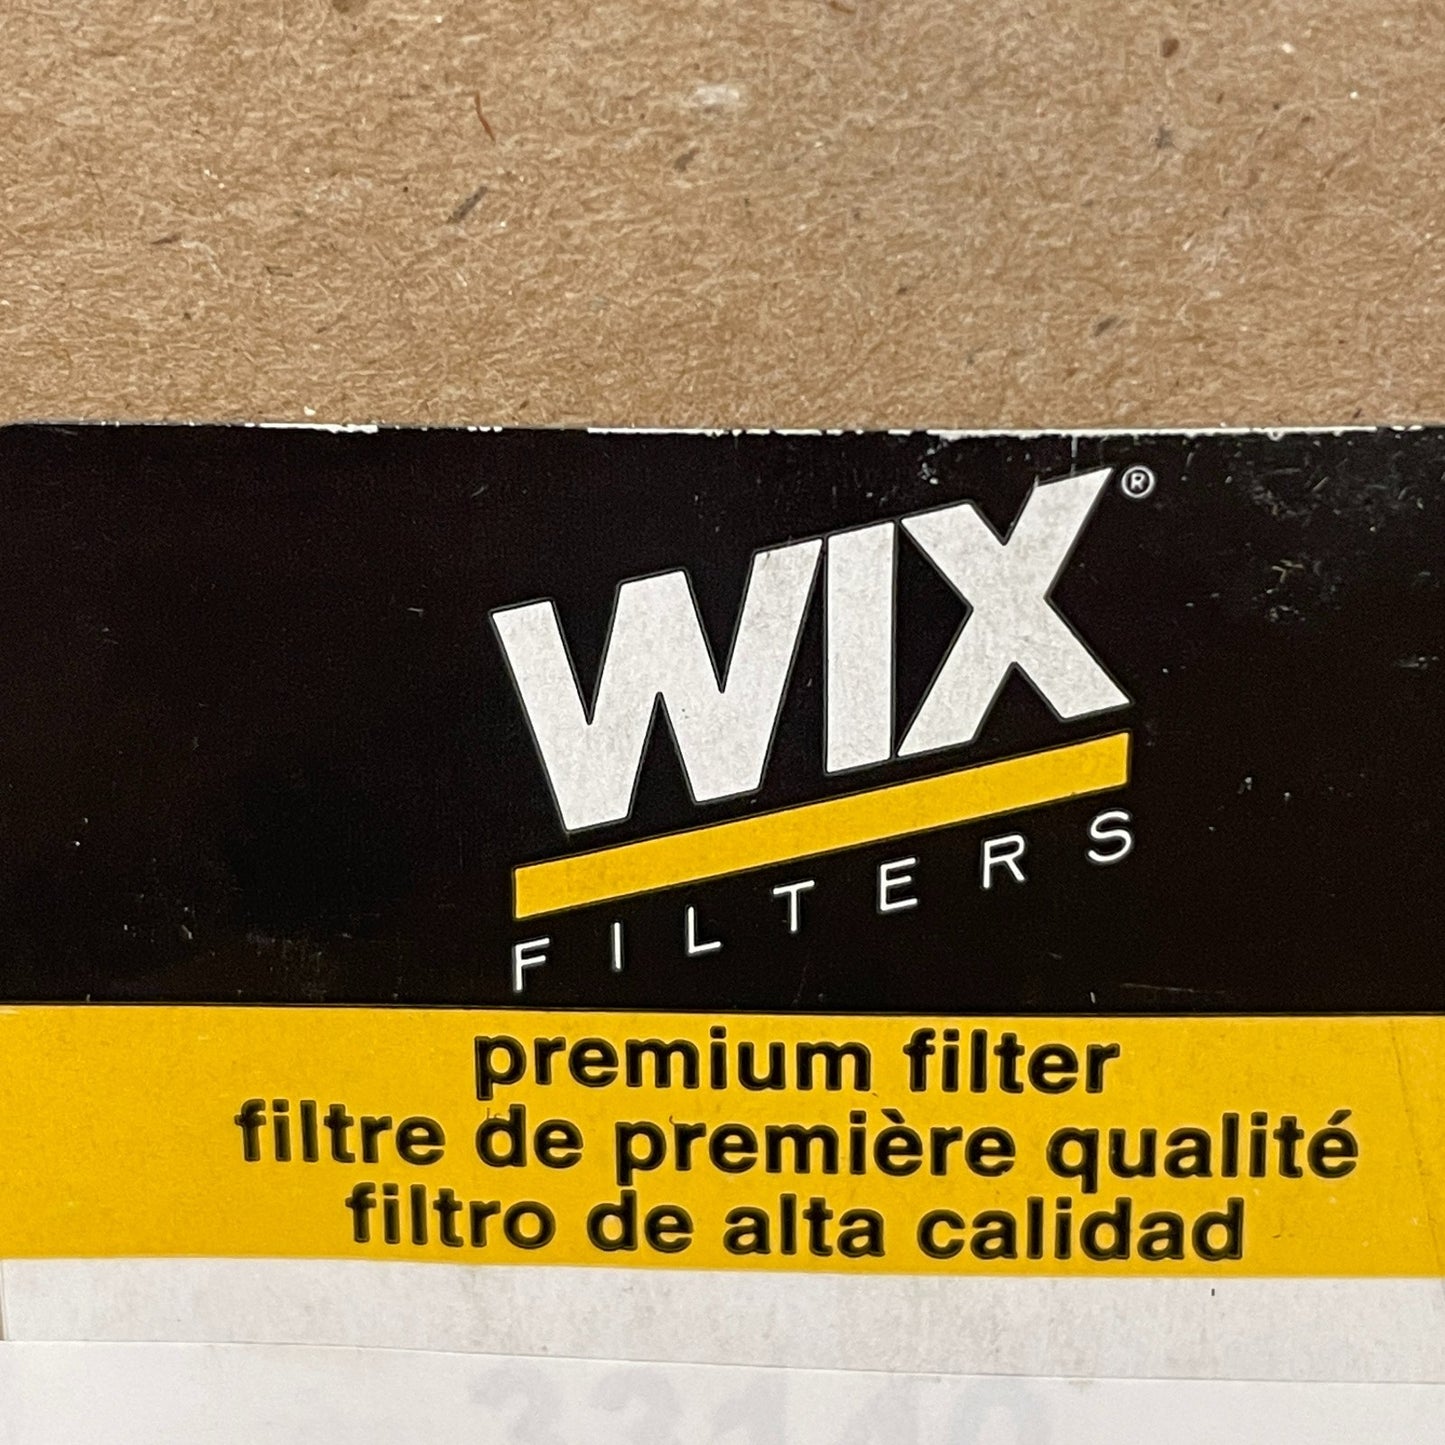 WIX®
FILTERS
premium filter
filtre de première qualité
filtro de alta calidad